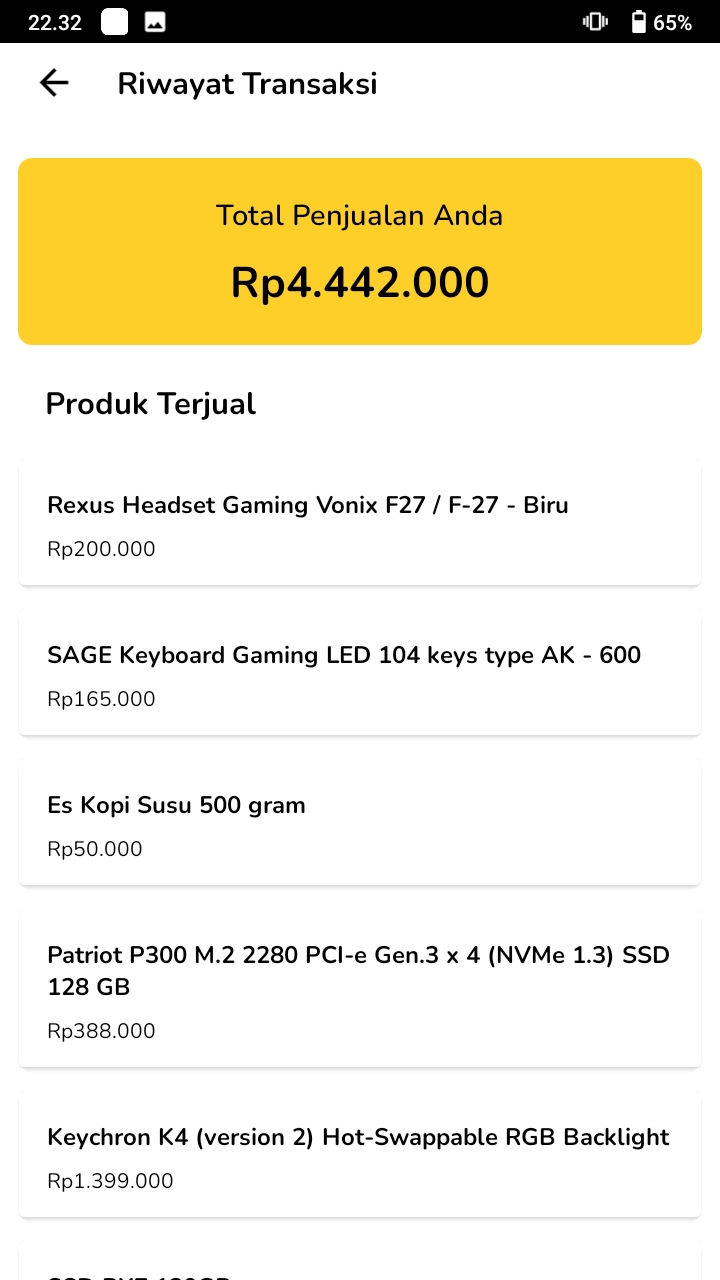 22.32
65%
Riwayat Transaksi
Total Penjualan Anda
Rp4.442.000
Produk Terjual
Rexus Headset Gaming Vonix F27 / F-27 - Biru
Rp200.000
SAGE Keyboard Gaming LED 104 keys type AK - 600
Rp165.000
Es Kopi Susu 500 gram
Rp50.000
Patriot P300 M.2 2280 PCI-e Gen.3 x 4 (NVMe 1.3) SSD
128 GB
Rp388.000
Keychron K4 (version 2) Hot-Swappable RGB Backlight
Rp1.399.000